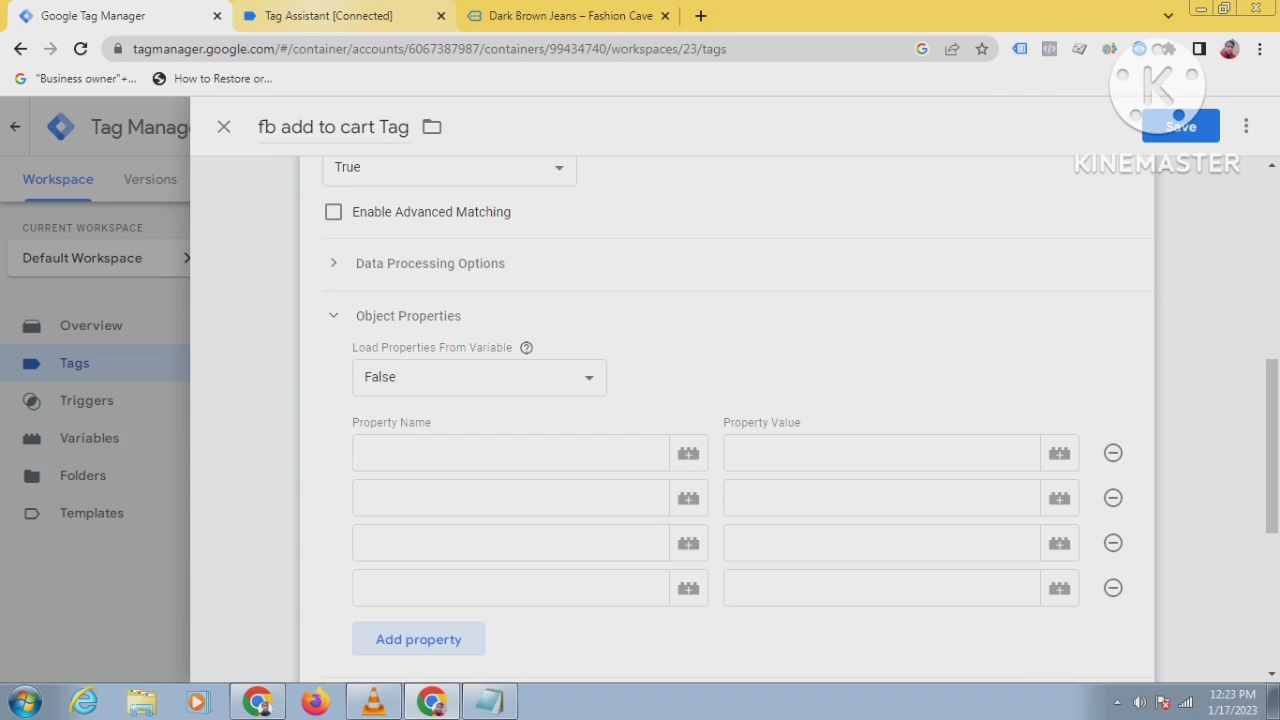 Google Tag Manager
Tag Assistant [Connected]
Dark Brown Jeans – Fashion Cave
tagmanager.google.com/#/container/accounts/6067387987/containers/99434740/workspaces/23/tags
"Business owner"+...
How to Restore or...
Tag Manag
fb add to cart Tag
Save
K
KINEMASTER
Workspace
Versions
CURRENT WORKSPACE
Default Workspace
Overview
Tags
Triggers
Variables
Folders
Templates
True
Enable Advanced Matching
Data Processing Options
Object Properties
Load Properties From Variable
False
Property Name
Property Value
Add property
12:23 PM
1/17/2023